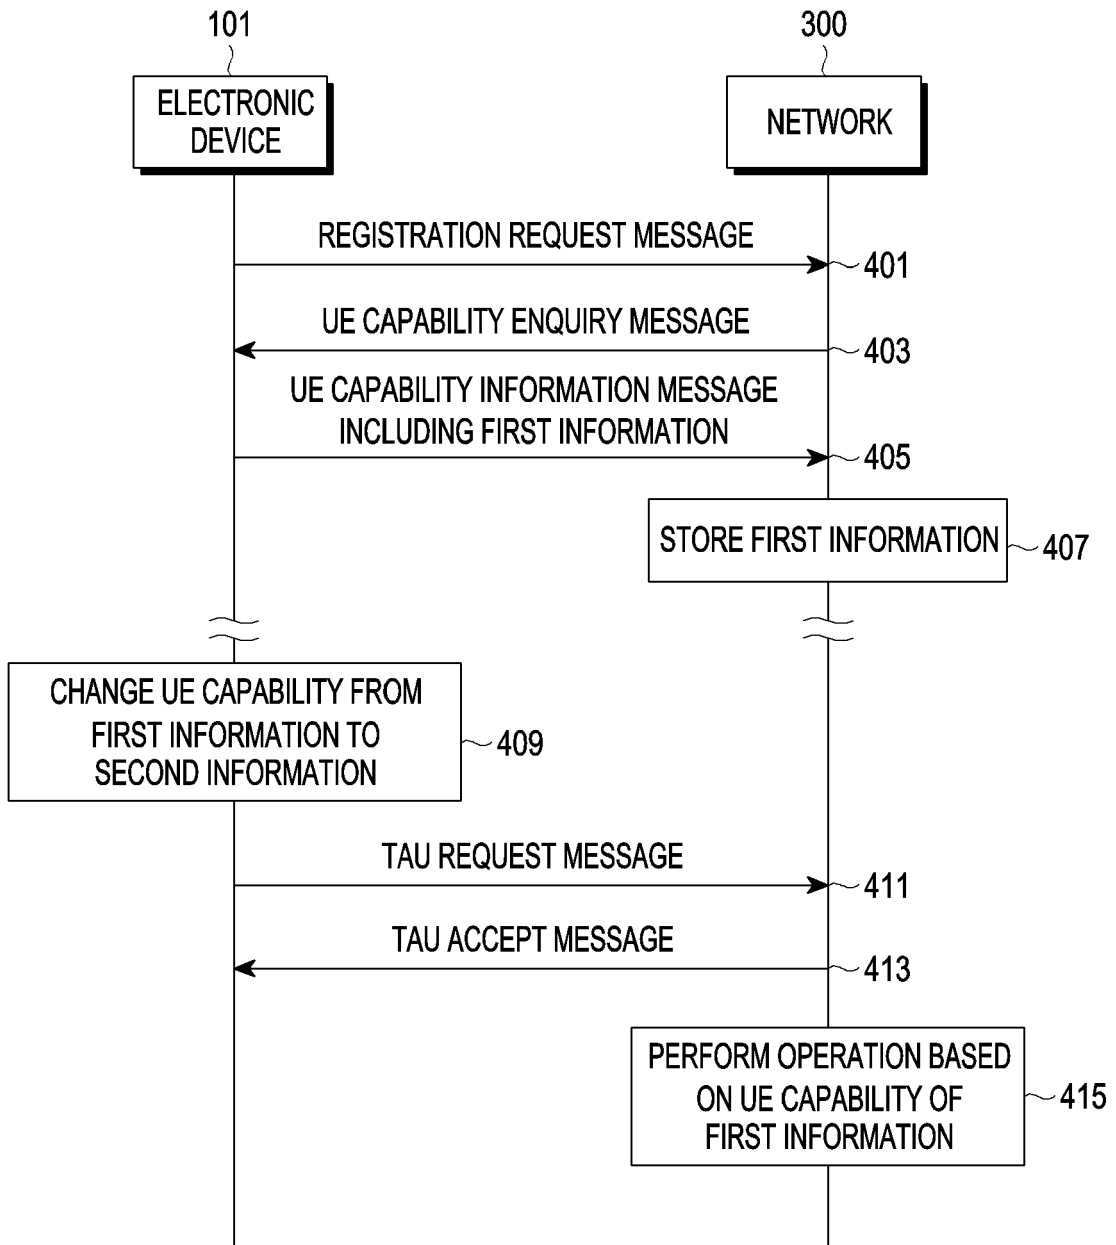 101
300
ELECTRONIC
DEVICE
NETWORK
REGISTRATION REQUEST MESSAGE
401
UE CAPABILITY ENQUIRY MESSAGE
403
UE CAPABILITY INFORMATION MESSAGE
INCLUDING FIRST INFORMATION
405
STORE FIRST INFORMATION
407
CHANGE UE CAPABILITY FROM
FIRST INFORMATION TO
SECOND INFORMATION
409
TAU REQUEST MESSAGE
411
TAU ACCEPT MESSAGE
413
PERFORM OPERATION BASED
ON UE CAPABILITY OF
FIRST INFORMATION
415